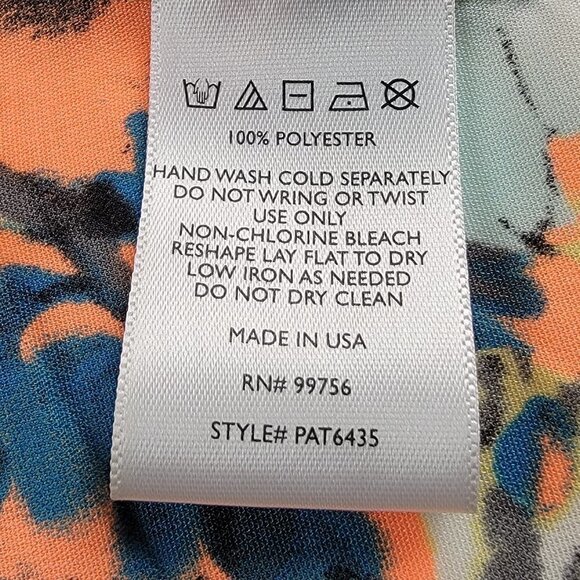 100% POLYESTER
HAND WASH COLD SEPARATELY
DO NOT WRING OR TWIST
USE ONLY
NON-CHLORINE BLEACH
RESHAPE LAY FLAT TO DRY
LOW IRON AS NEEDED
DO NOT DRY CLEAN
MADE IN USA
RN# 99756
STYLE# PAT6435